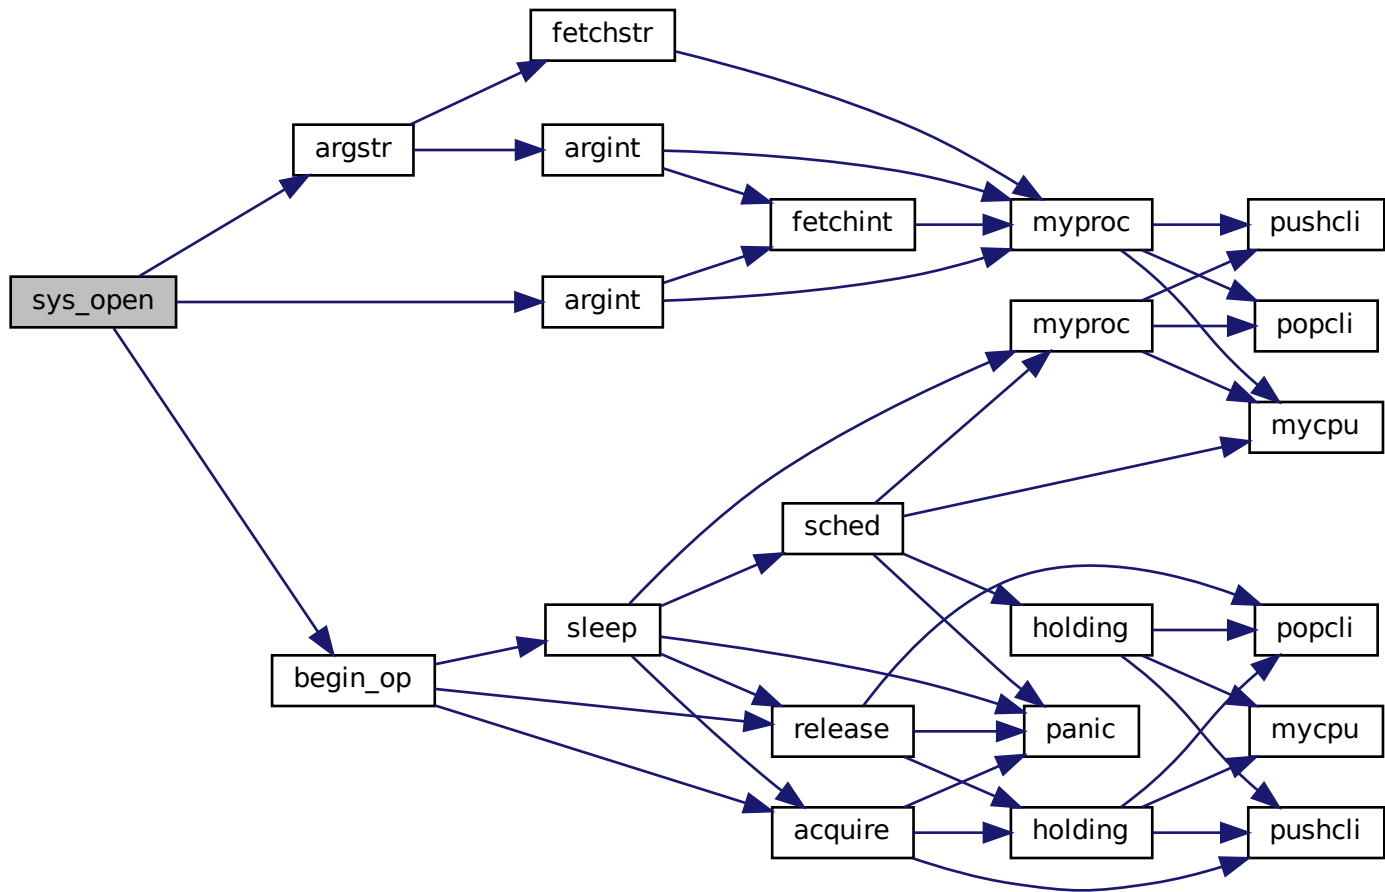 fetchstr
argstr
argint
fetchint
myproc
pushcli
sys_open
argint
myproc
popcli
mycpu
sched
sleep
holding
popcli
begin_op
release
panic
mycpu
acquire
holding
pushcli